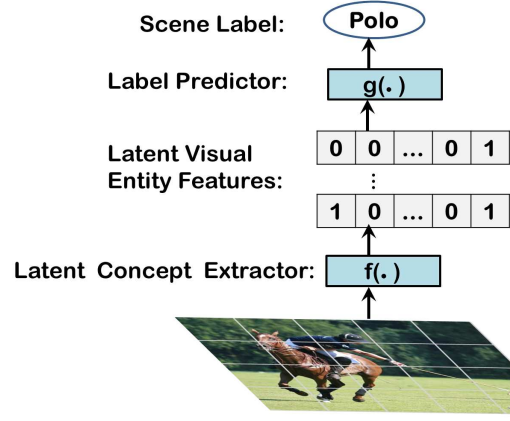 Scene Label: Polo
Label Predictor: g(.)
0 0 ... 0 1
Latent Visual
Entity Features:
⋮
1 0 ... 0 1
Latent Concept Extractor: f(.)